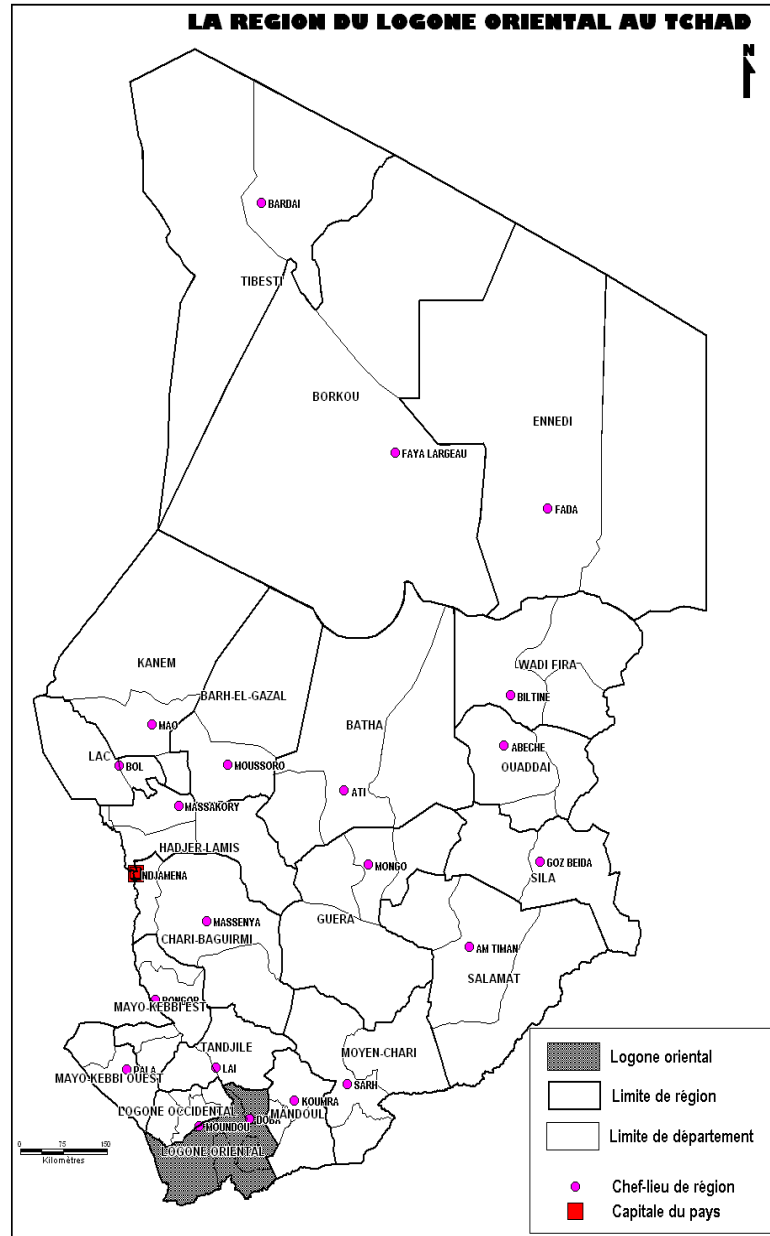 LA REGION DU LOGONE ORIENTAL AU TCHAD
N
BARDAI
TIBESTI
BORKOU
ENNEDI
FAYA LARGEAU
FADA
KANEM
WADI FIRA
BARH-EL-GAZAL
BILTINE
MAO
BATHA
ABECHE
LAC
BOL
MOUSSORO
OUADDAI
ATI
MASSAKORY
HADJER-LAMIS
MONGO
GOZ BEIDA
NDJAMENA
SILA
MASSENYA
GUERA
CHARI-BAGUIRMI
AM TIMAN
SALAMAT
BONGOR
MAYO-KEBBI EST
TANDJILE
MOYEN-CHARI
PALA
LAI
MAYO-KEBBI OUEST
SARH
KOUMRA
LOGONE OCCIDENTAL
MANDOUL
DOBA
MOUNDOU
LOGONE ORIENTAL
0 75 150
Kilomètres
Logone oriental
Limite de région
Limite de département
Chef-lieu de région
Capitale du pays